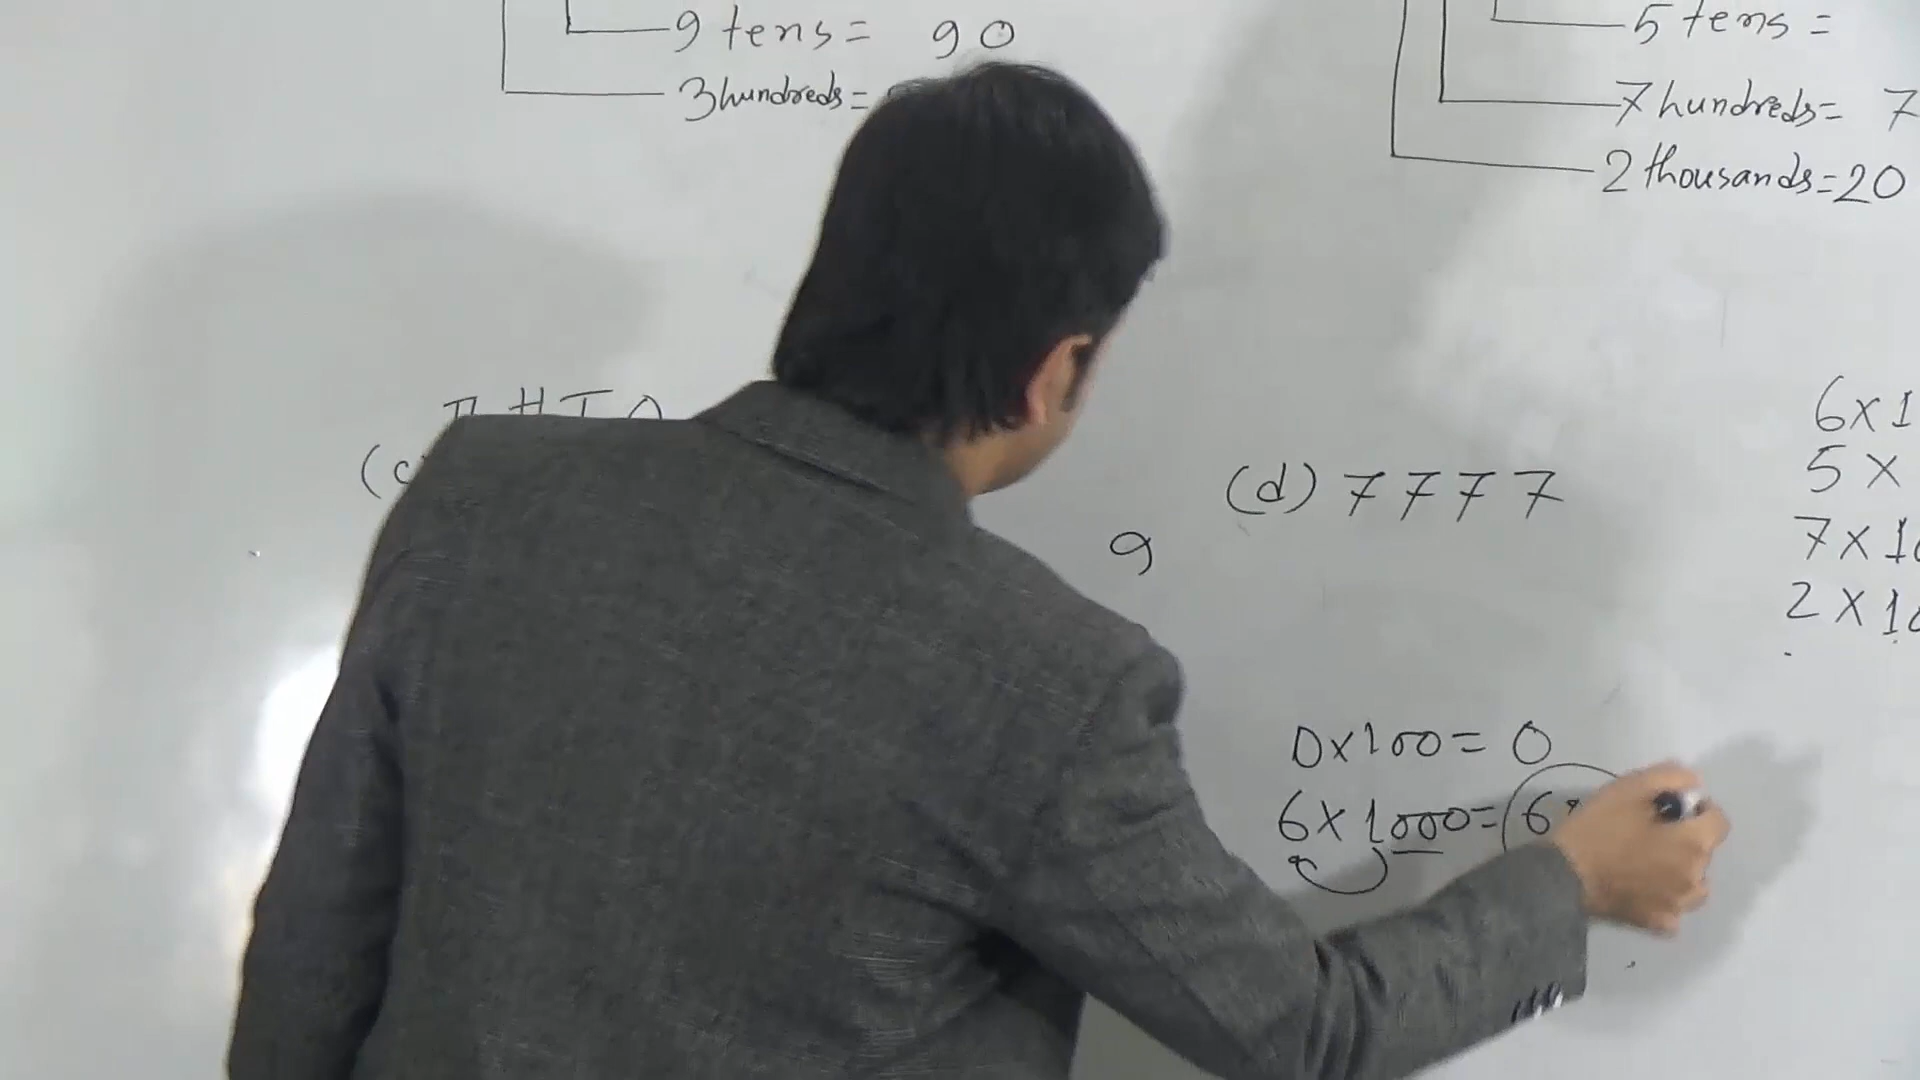 9 tens = 90
3 hundreds =
5 tens =
7 hundreds = 7
2 thousands = 20
Th H T O
(c
(d) 7777
9
6 x 1
5 x
7 x 10
2 x 10
0 x 100 = 0
6 x 1000 = 6